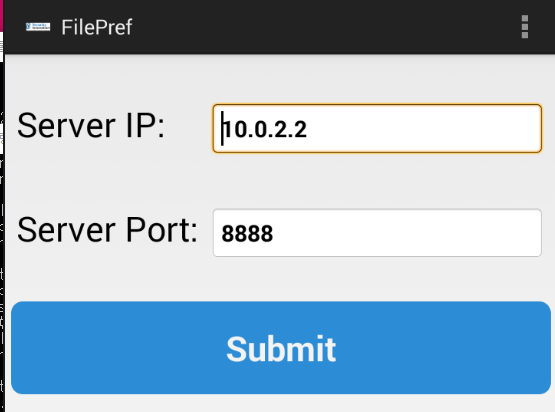 FilePref
Server IP: 10.0.2.2
Server Port: 8888
Submit